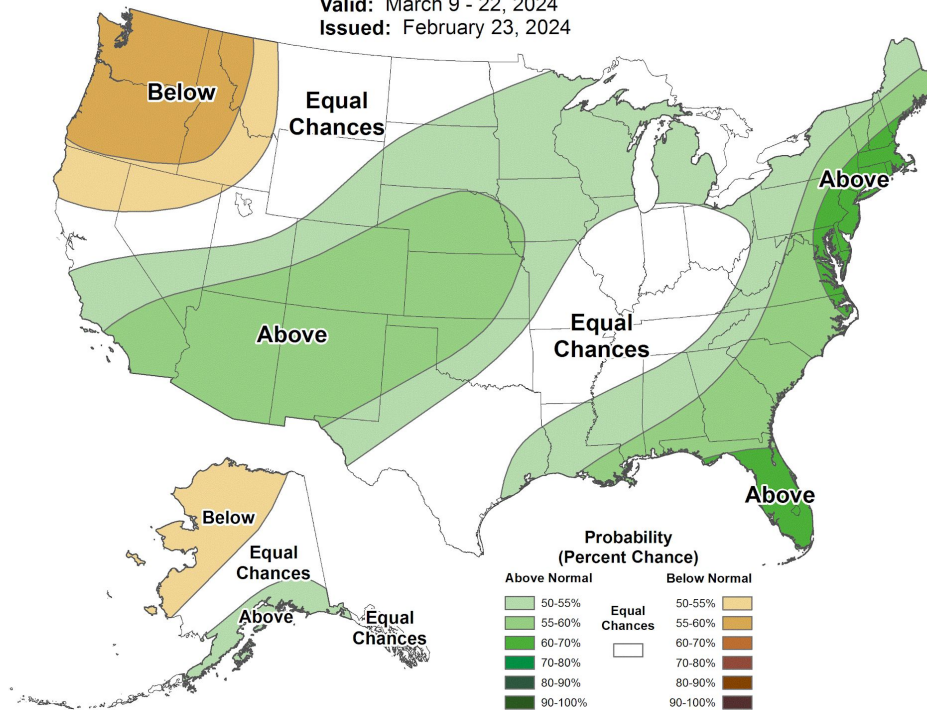 Valid: March 9 - 22, 2024
Issued: February 23, 2024
Below
Equal
Chances
Above
Above
Equal
Chances
Above
Below
Equal
Chances
Above
Equal
Chances
Probability
(Percent Chance)
Above Normal
Below Normal
Equal
Chances
50-55%
55-60%
60-70%
70-80%
80-90%
90-100%
50-55%
55-60%
60-70%
70-80%
80-90%
90-100%